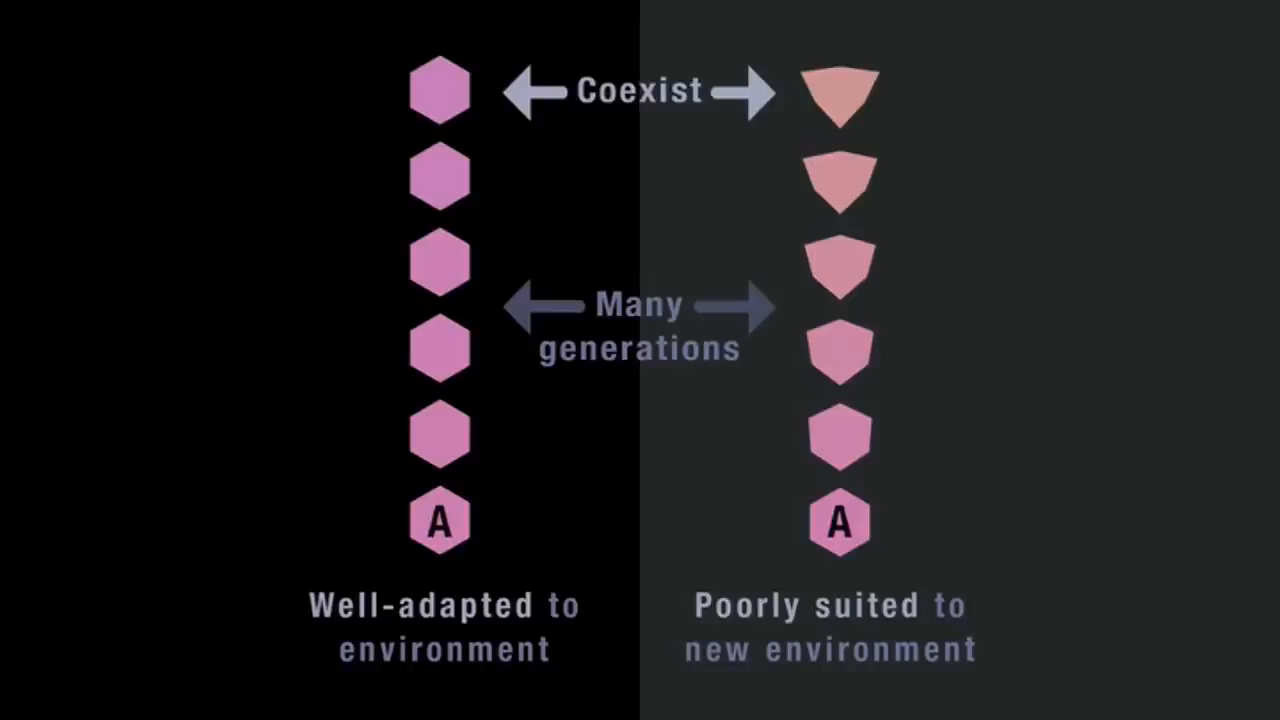 Coexist
Many
generations
A
A
Well-adapted to
environment
Poorly suited to
new environment